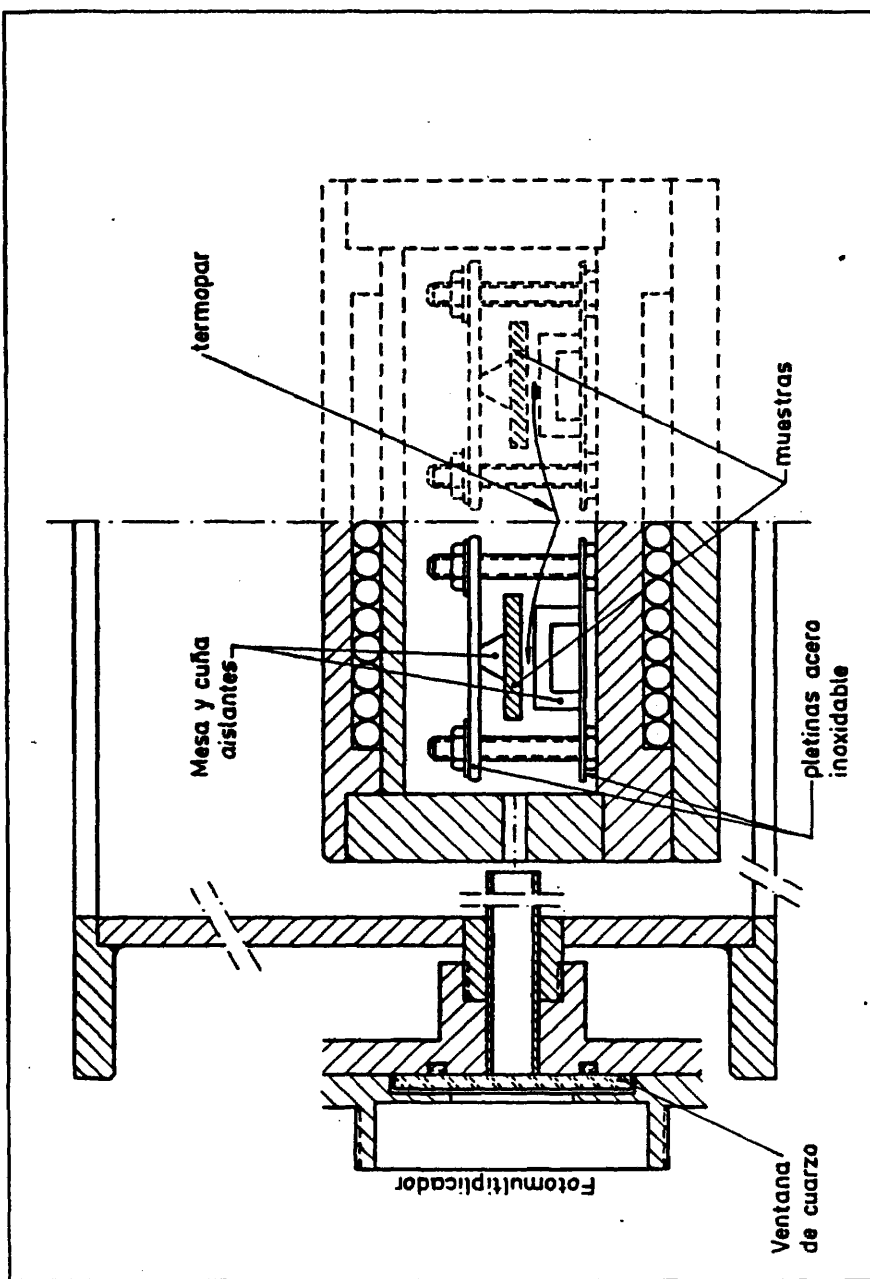 termopar
Mesa y cuña
aislantes
muestras
pletinas acero
inoxidable
Fotomultiplicador
Ventana
de cuarzo